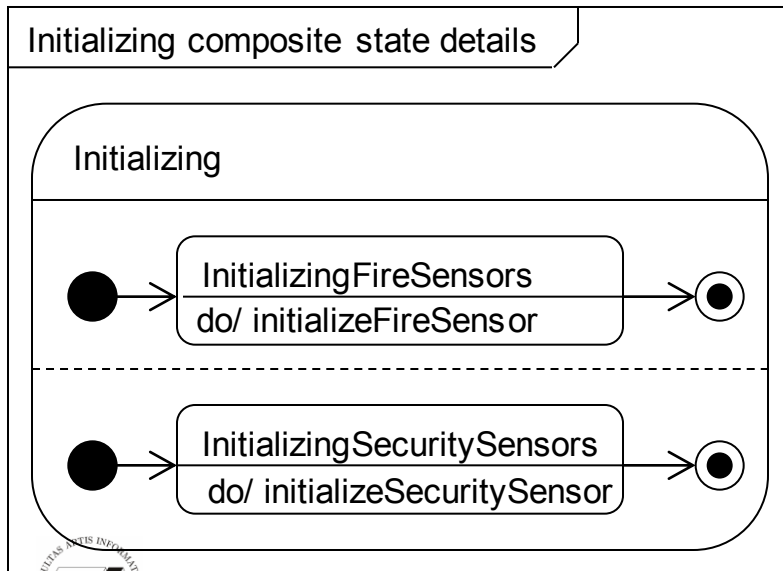 Initializing composite state details
Initializing
InitializingFireSensors
do/ initializeFireSensor
InitializingSecuritySensors
do/ initializeSecuritySensor